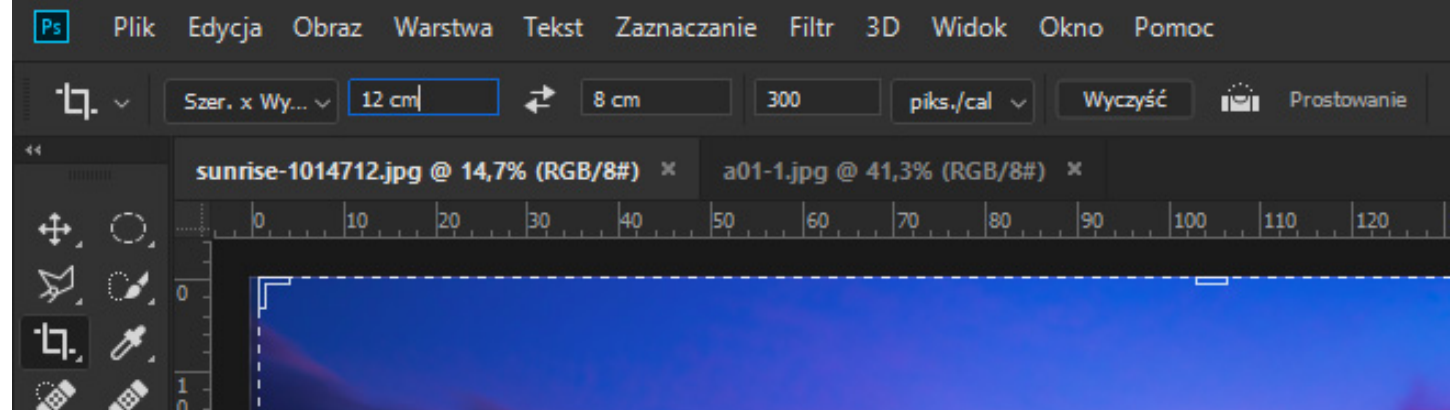 Ps Plik Edycja Obraz Warstwa Tekst Zaznaczanie Filtr 3D Widok Okno Pomoc
Szer. x Wy... 12 cm 8 cm 300 piks./cal Wyczyść Prostowanie
sunrise-1014712.jpg @ 14,7% (RGB/8#) × a01-1.jpg @ 41,3% (RGB/8#) ×
0 10 20 30 40 50 60 70 80 90 100 110 120
0
1
0